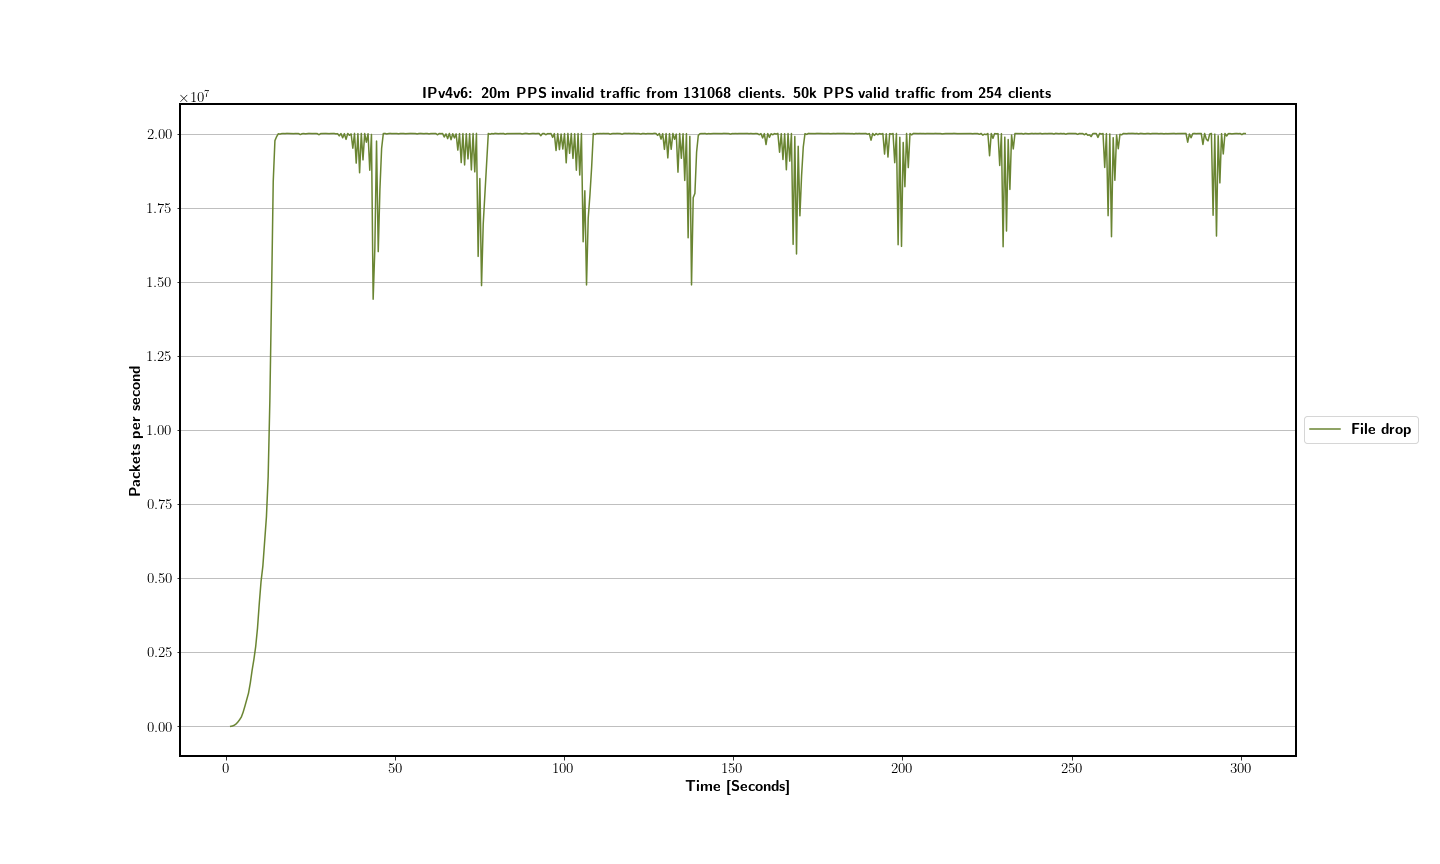 IPv4v6: 20m PPS invalid traffic from 131068 clients. 50k PPS valid traffic from 254 clients
×10⁷
2.00
1.75
1.50
1.25
1.00
0.75
0.50
0.25
0.00
Packets per second
File drop
0 50 100 150 200 250 300
Time [Seconds]